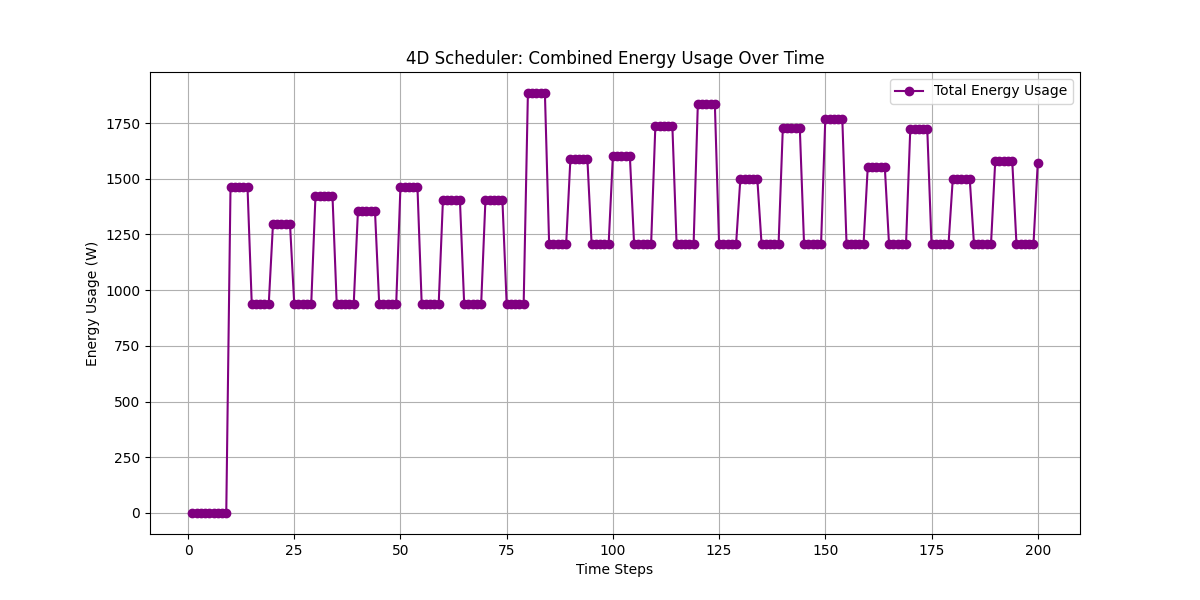 4D Scheduler: Combined Energy Usage Over Time
Total Energy Usage
Energy Usage (W)
1750
1500
1250
1000
750
500
250
0
0 25 50 75 100 125 150 175 200
Time Steps